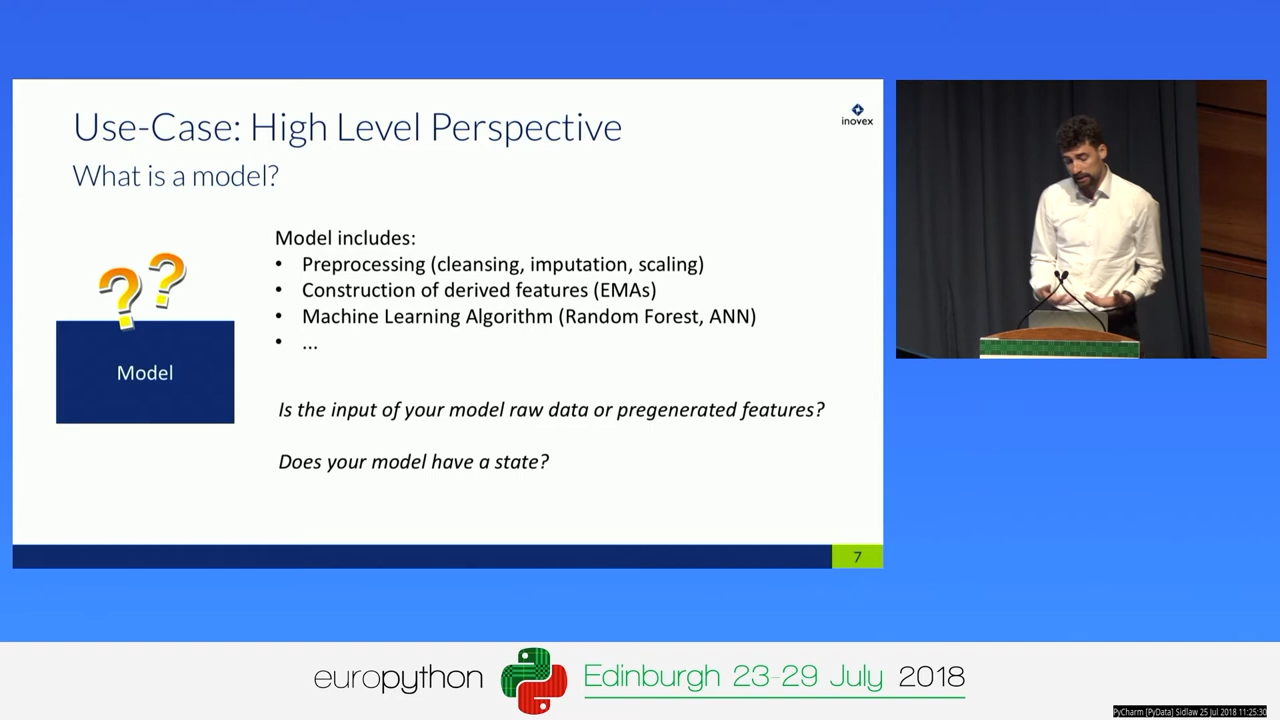 Use-Case: High Level Perspective
inovex
What is a model?
Model includes:
• Preprocessing (cleansing, imputation, scaling)
• Construction of derived features (EMAs)
• Machine Learning Algorithm (Random Forest, ANN)
• ...
??
Model
Is the input of your model raw data or pregenerated features?
Does your model have a state?
7
europython Edinburgh 23-29 July 2018
PyCharm [PyData] Sidlaw 25 Jul 2018 11:25:30